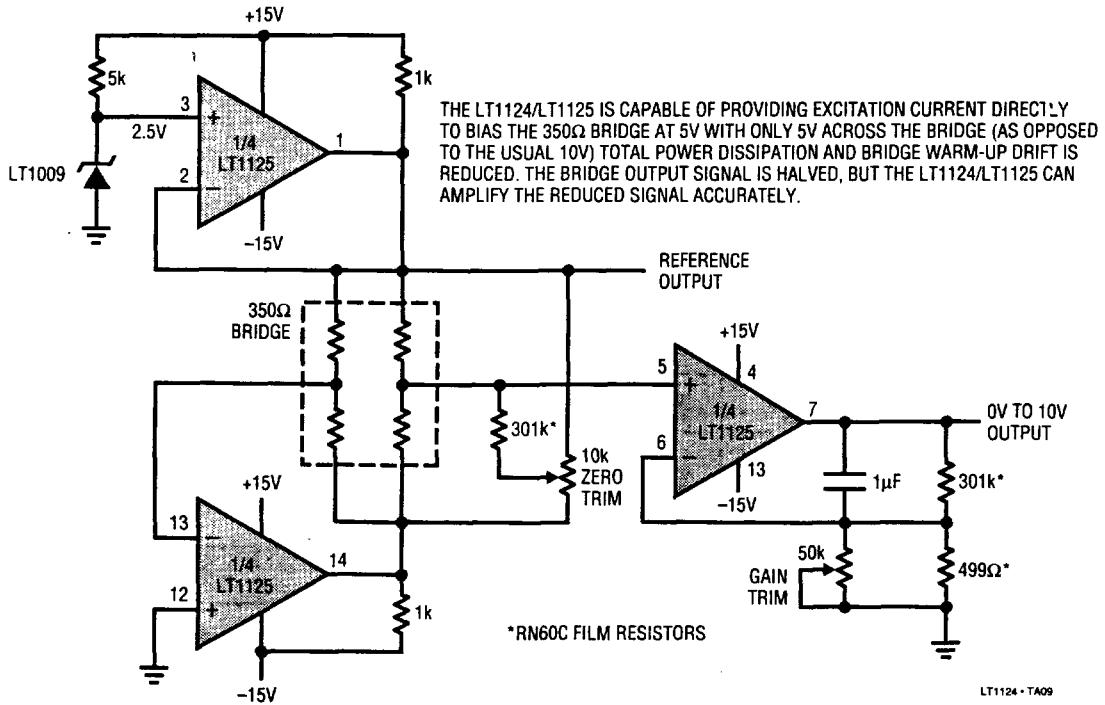 +15V
5k
1k
3
+
2.5V
1/4
LT1125
1
LT1009
2
−
−15V
THE LT1124/LT1125 IS CAPABLE OF PROVIDING EXCITATION CURRENT DIRECTLY
TO BIAS THE 350Ω BRIDGE AT 5V WITH ONLY 5V ACROSS THE BRIDGE (AS OPPOSED
TO THE USUAL 10V) TOTAL POWER DISSIPATION AND BRIDGE WARM-UP DRIFT IS
REDUCED. THE BRIDGE OUTPUT SIGNAL IS HALVED, BUT THE LT1124/LT1125 CAN
AMPLIFY THE REDUCED SIGNAL ACCURATELY.
REFERENCE
OUTPUT
350Ω
BRIDGE
301k*
10k
ZERO
TRIM
+15V
4
5
+
1/4
LT1125
7
6
−
13
−15V
0V TO 10V
OUTPUT
1µF
301k*
50k
GAIN
TRIM
499Ω*
+15V
13
−
1/4
LT1125
14
12
+
1k
−15V
*RN60C FILM RESISTORS
LT1124 • TA09